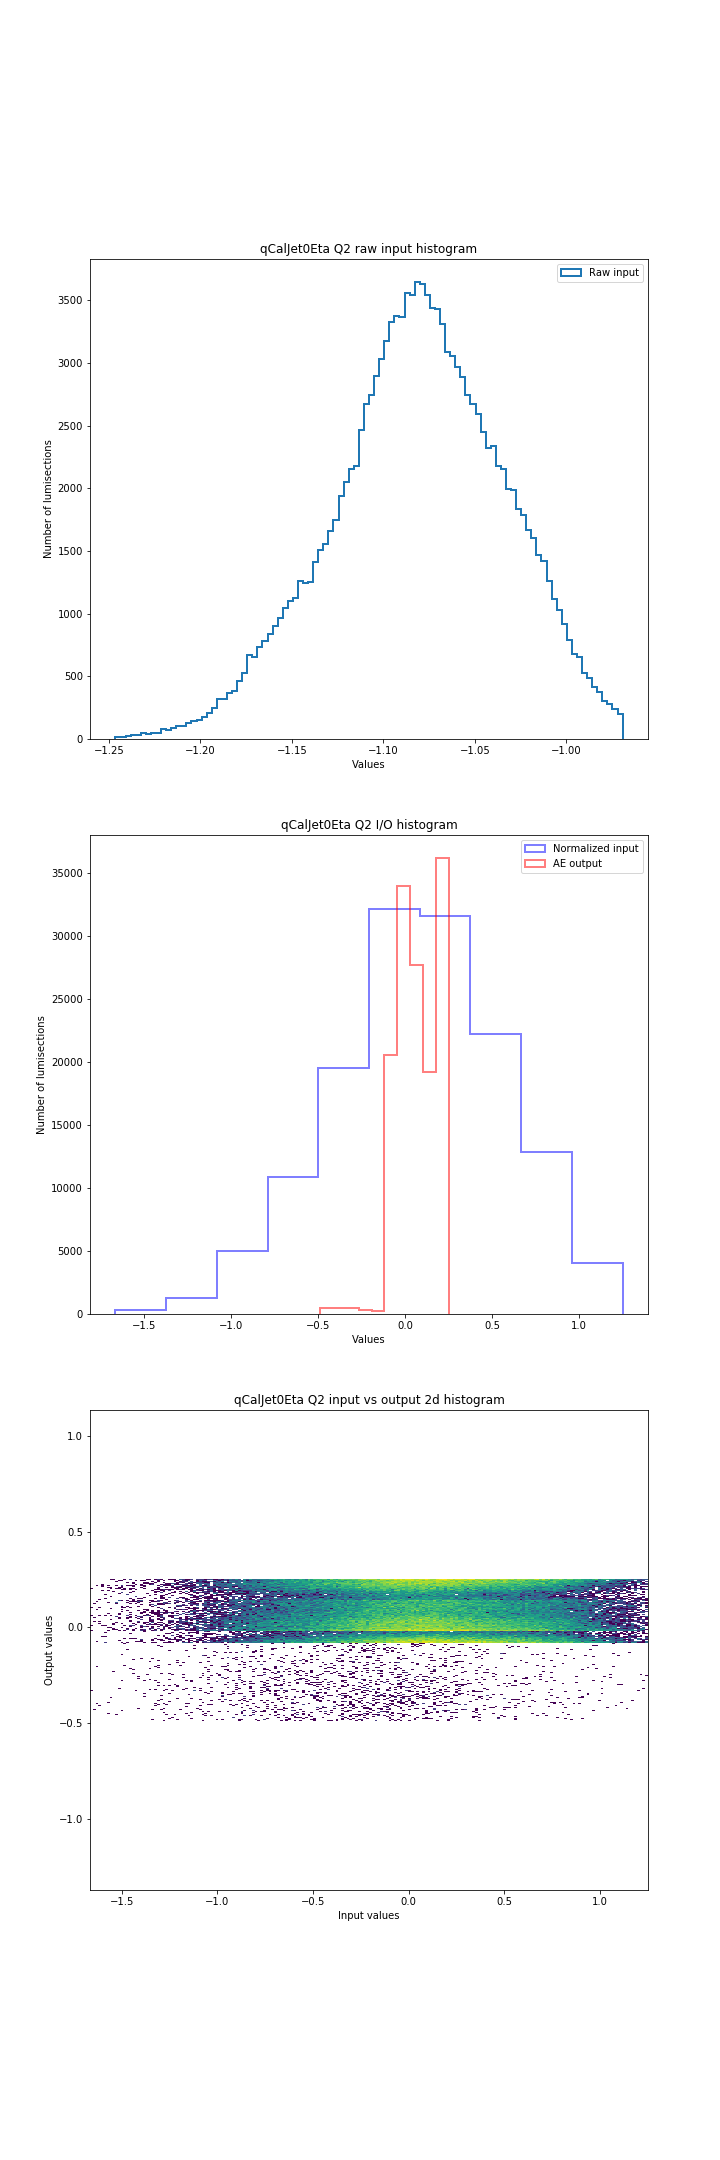 qCalJet0Eta Q2 raw input histogram
Raw input
3500
3000
2500
2000
1500
1000
500
0
Number of lumisections
−1.25 −1.20 −1.15 −1.10 −1.05 −1.00
Values
qCalJet0Eta Q2 I/O histogram
Normalized input
AE output
35000
30000
25000
20000
15000
10000
5000
0
Number of lumisections
−1.5 −1.0 −0.5 0.0 0.5 1.0
Values
qCalJet0Eta Q2 input vs output 2d histogram
1.0
0.5
0.0
−0.5
−1.0
Output values
−1.5 −1.0 −0.5 0.0 0.5 1.0
Input values